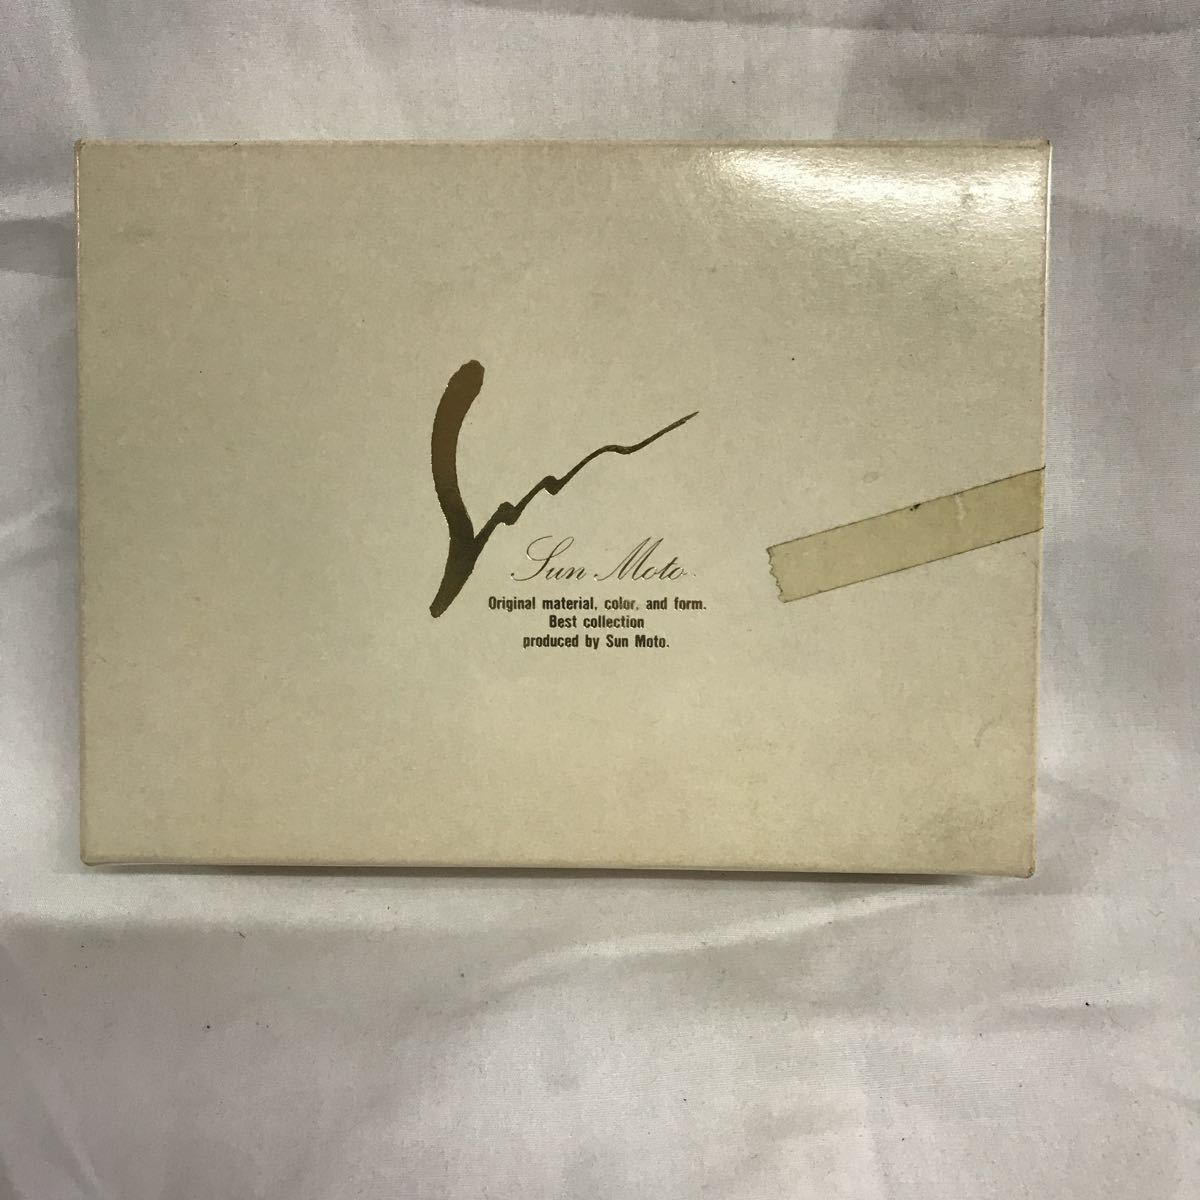 Sun Moto.
Original material, color, and form.
Best collection
produced by Sun Moto.